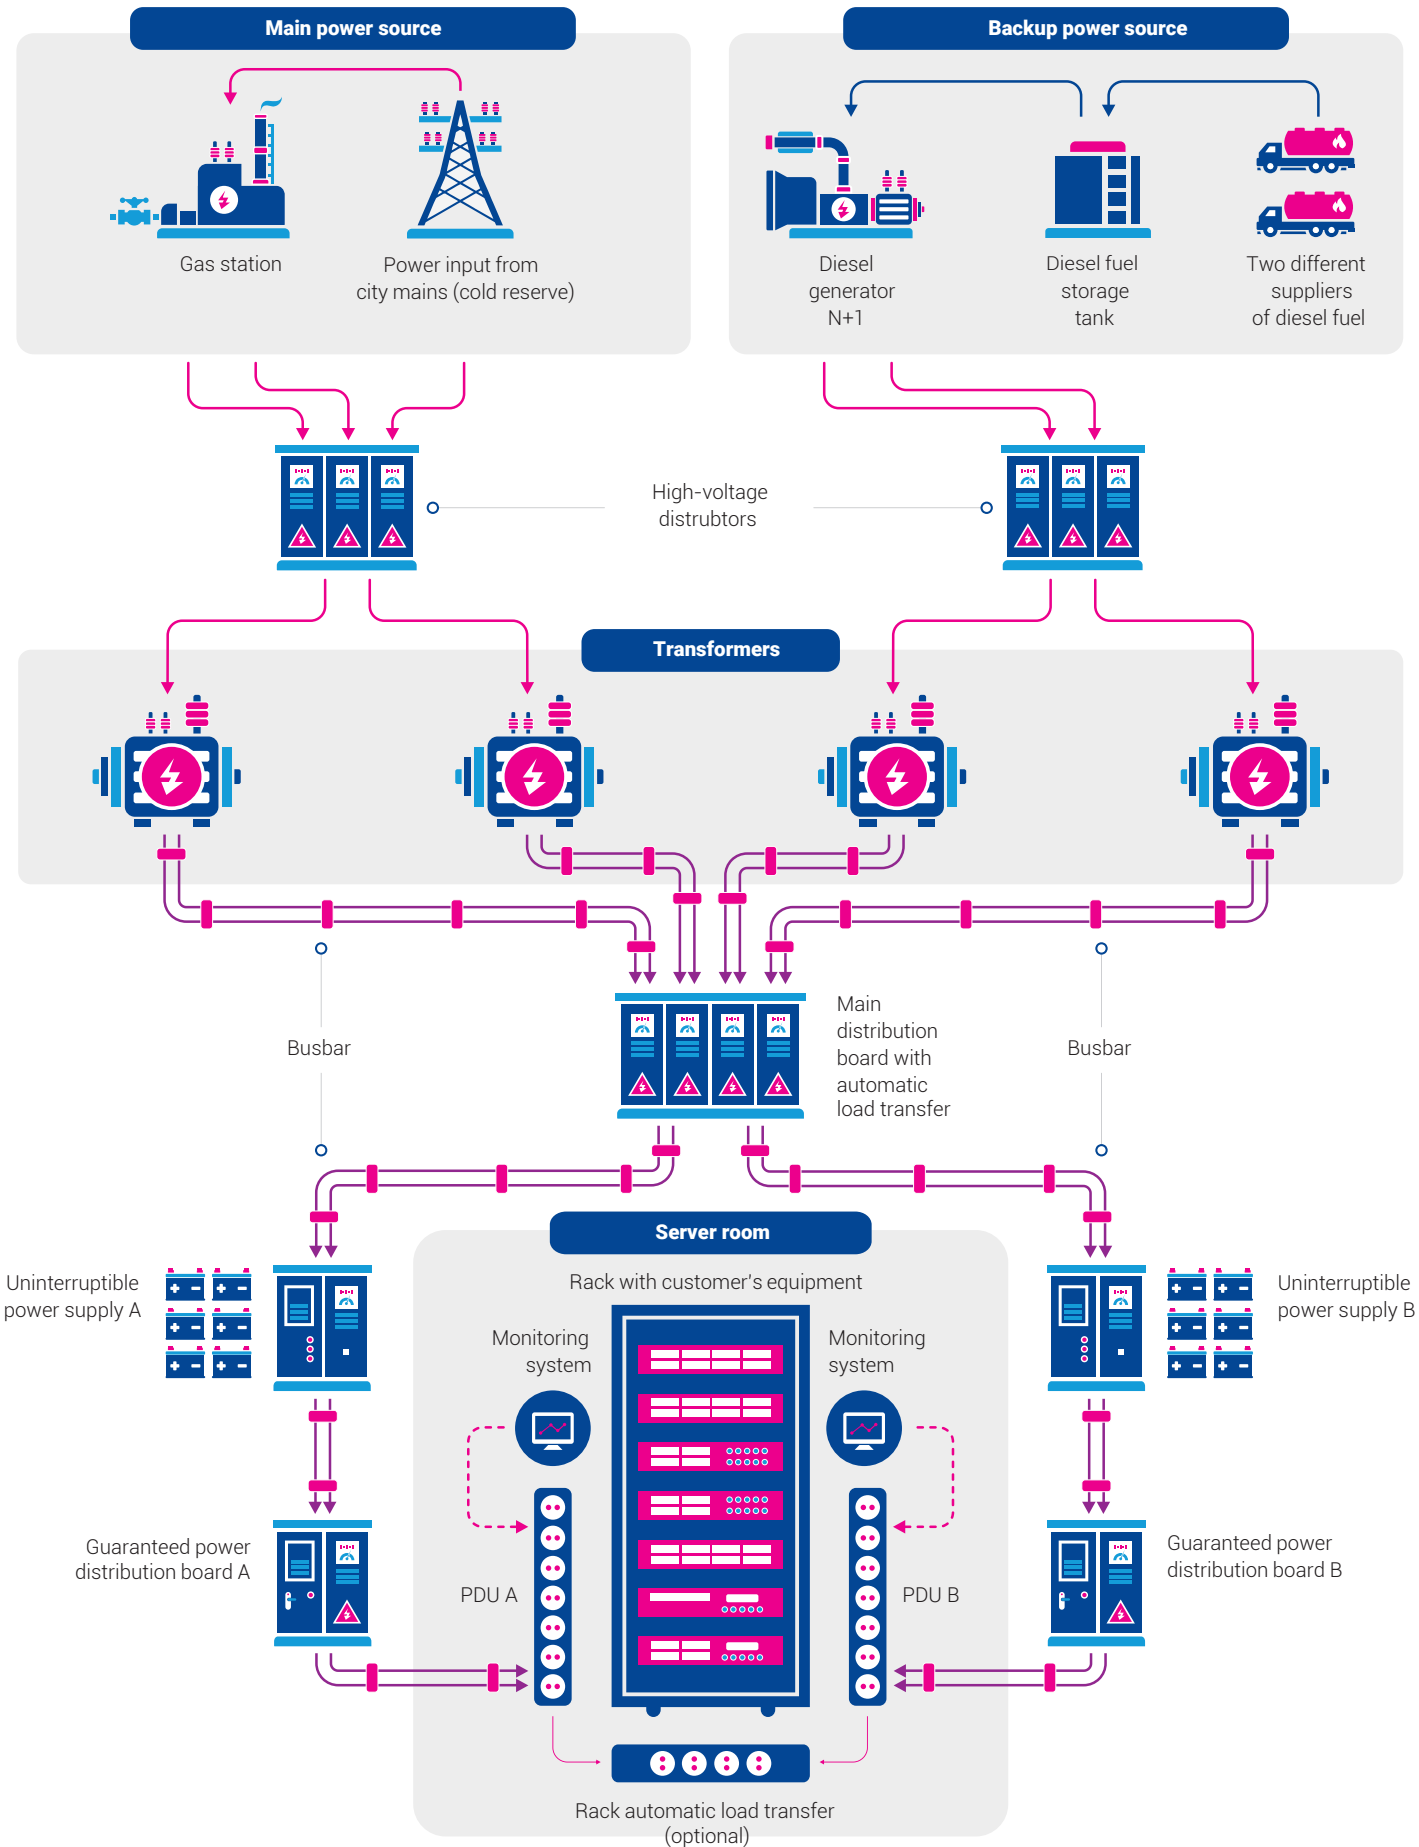 Main power source
Backup power source
Gas station
Power input from
city mains (cold reserve)
Diesel
generator
N+1
Diesel fuel
storage
tank
Two different
suppliers
of diesel fuel
High-voltage
distrubtors
Transformers
Busbar
Main
distribution
board with
automatic
load transfer
Busbar
Server room
Uninterruptible
power supply A
Rack with customer's equipment
Uninterruptible
power supply B
Monitoring
system
Monitoring
system
Guaranteed power
distribution board A
PDU A
PDU B
Guaranteed power
distribution board B
Rack automatic load transfer
(optional)